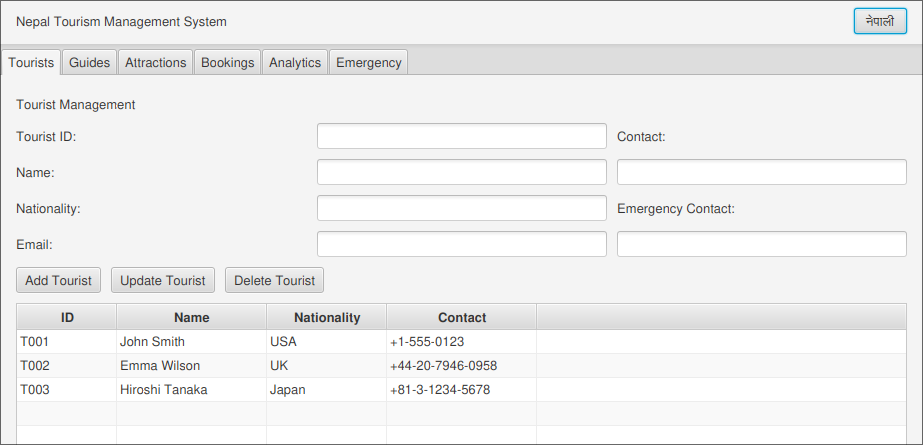 Nepal Tourism Management System नेपाली
Tourists Guides Attractions Bookings Analytics Emergency
Tourist Management
Tourist ID: Contact:
Name:
Nationality: Emergency Contact:
Email:
Add Tourist Update Tourist Delete Tourist
ID Name Nationality Contact
T001 John Smith USA +1-555-0123
T002 Emma Wilson UK +44-20-7946-0958
T003 Hiroshi Tanaka Japan +81-3-1234-5678